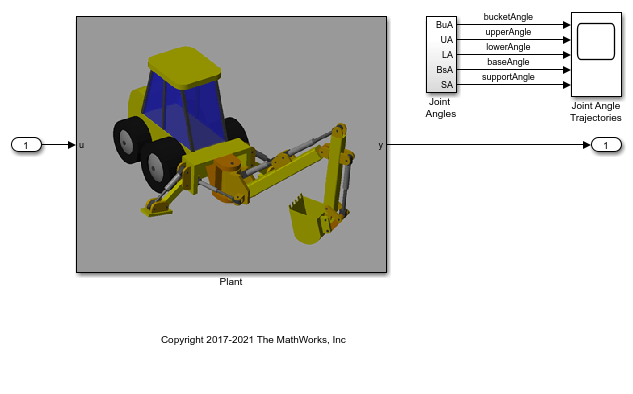 BuA
UA
LA
BsA
SA
bucketAngle
upperAngle
lowerAngle
baseAngle
supportAngle
Joint
Angles
Joint Angle
Trajectories
1
u
y
1
Plant
Copyright 2017-2021 The MathWorks, Inc